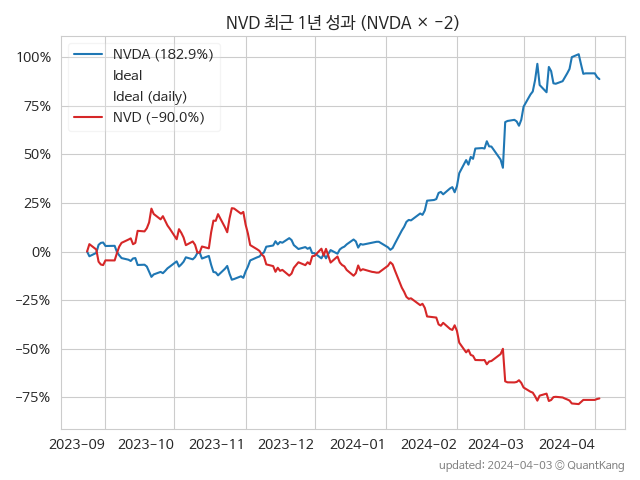 NVD 최근 1년 성과 (NVDA × -2)
NVDA (182.9%)
Ideal
Ideal (daily)
NVD (-90.0%)
100%
75%
50%
25%
0%
-25%
-50%
-75%
2023-09 2023-10 2023-11 2023-12 2024-01 2024-02 2024-03 2024-04
updated: 2024-04-03 © QuantKang